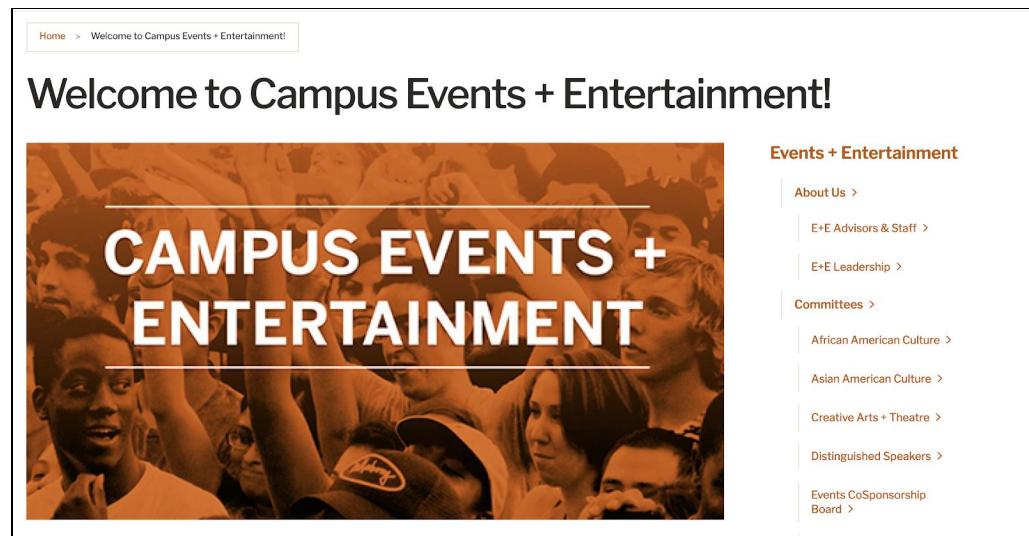 Home > Welcome to Campus Events + Entertainment!
Welcome to Campus Events + Entertainment!
CAMPUS EVENTS +
ENTERTAINMENT
Events + Entertainment
About Us >
E+E Advisors & Staff >
E+E Leadership >
Committees >
African American Culture >
Asian American Culture >
Creative Arts + Theatre >
Distinguished Speakers >
Events CoSponsorship
Board >